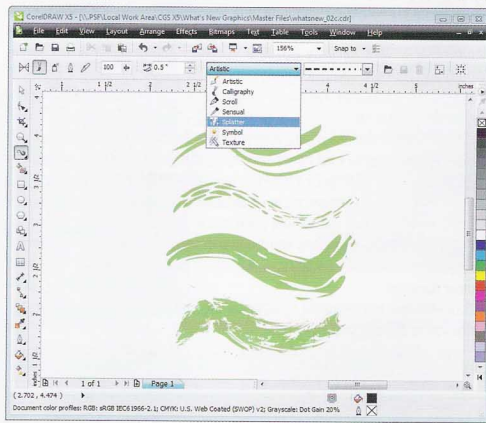 CorelDRAW X5 - [\\LPSF\Local Work Area\CGS X5\What's New Graphics\Master Files\whatsnew_02c.cdr]
File Edit View Layout Arrange Effects Bitmaps Text Table Tools Window Help
156% Snap to
100 0.5" Artistic
1 1/2 2 2 1/2 4 4 1/2 5 inches
Artistic
Calligraphy
Scroll
Sensual
Splatter
Symbol
Texture
1 of 1 Page 1
(2.702, 4.474)
Document color profiles: RGB: sRGB IEC61966-2.1; CMYK: U.S. Web Coated (SWOP) v2; Grayscale: Dot Gain 20%